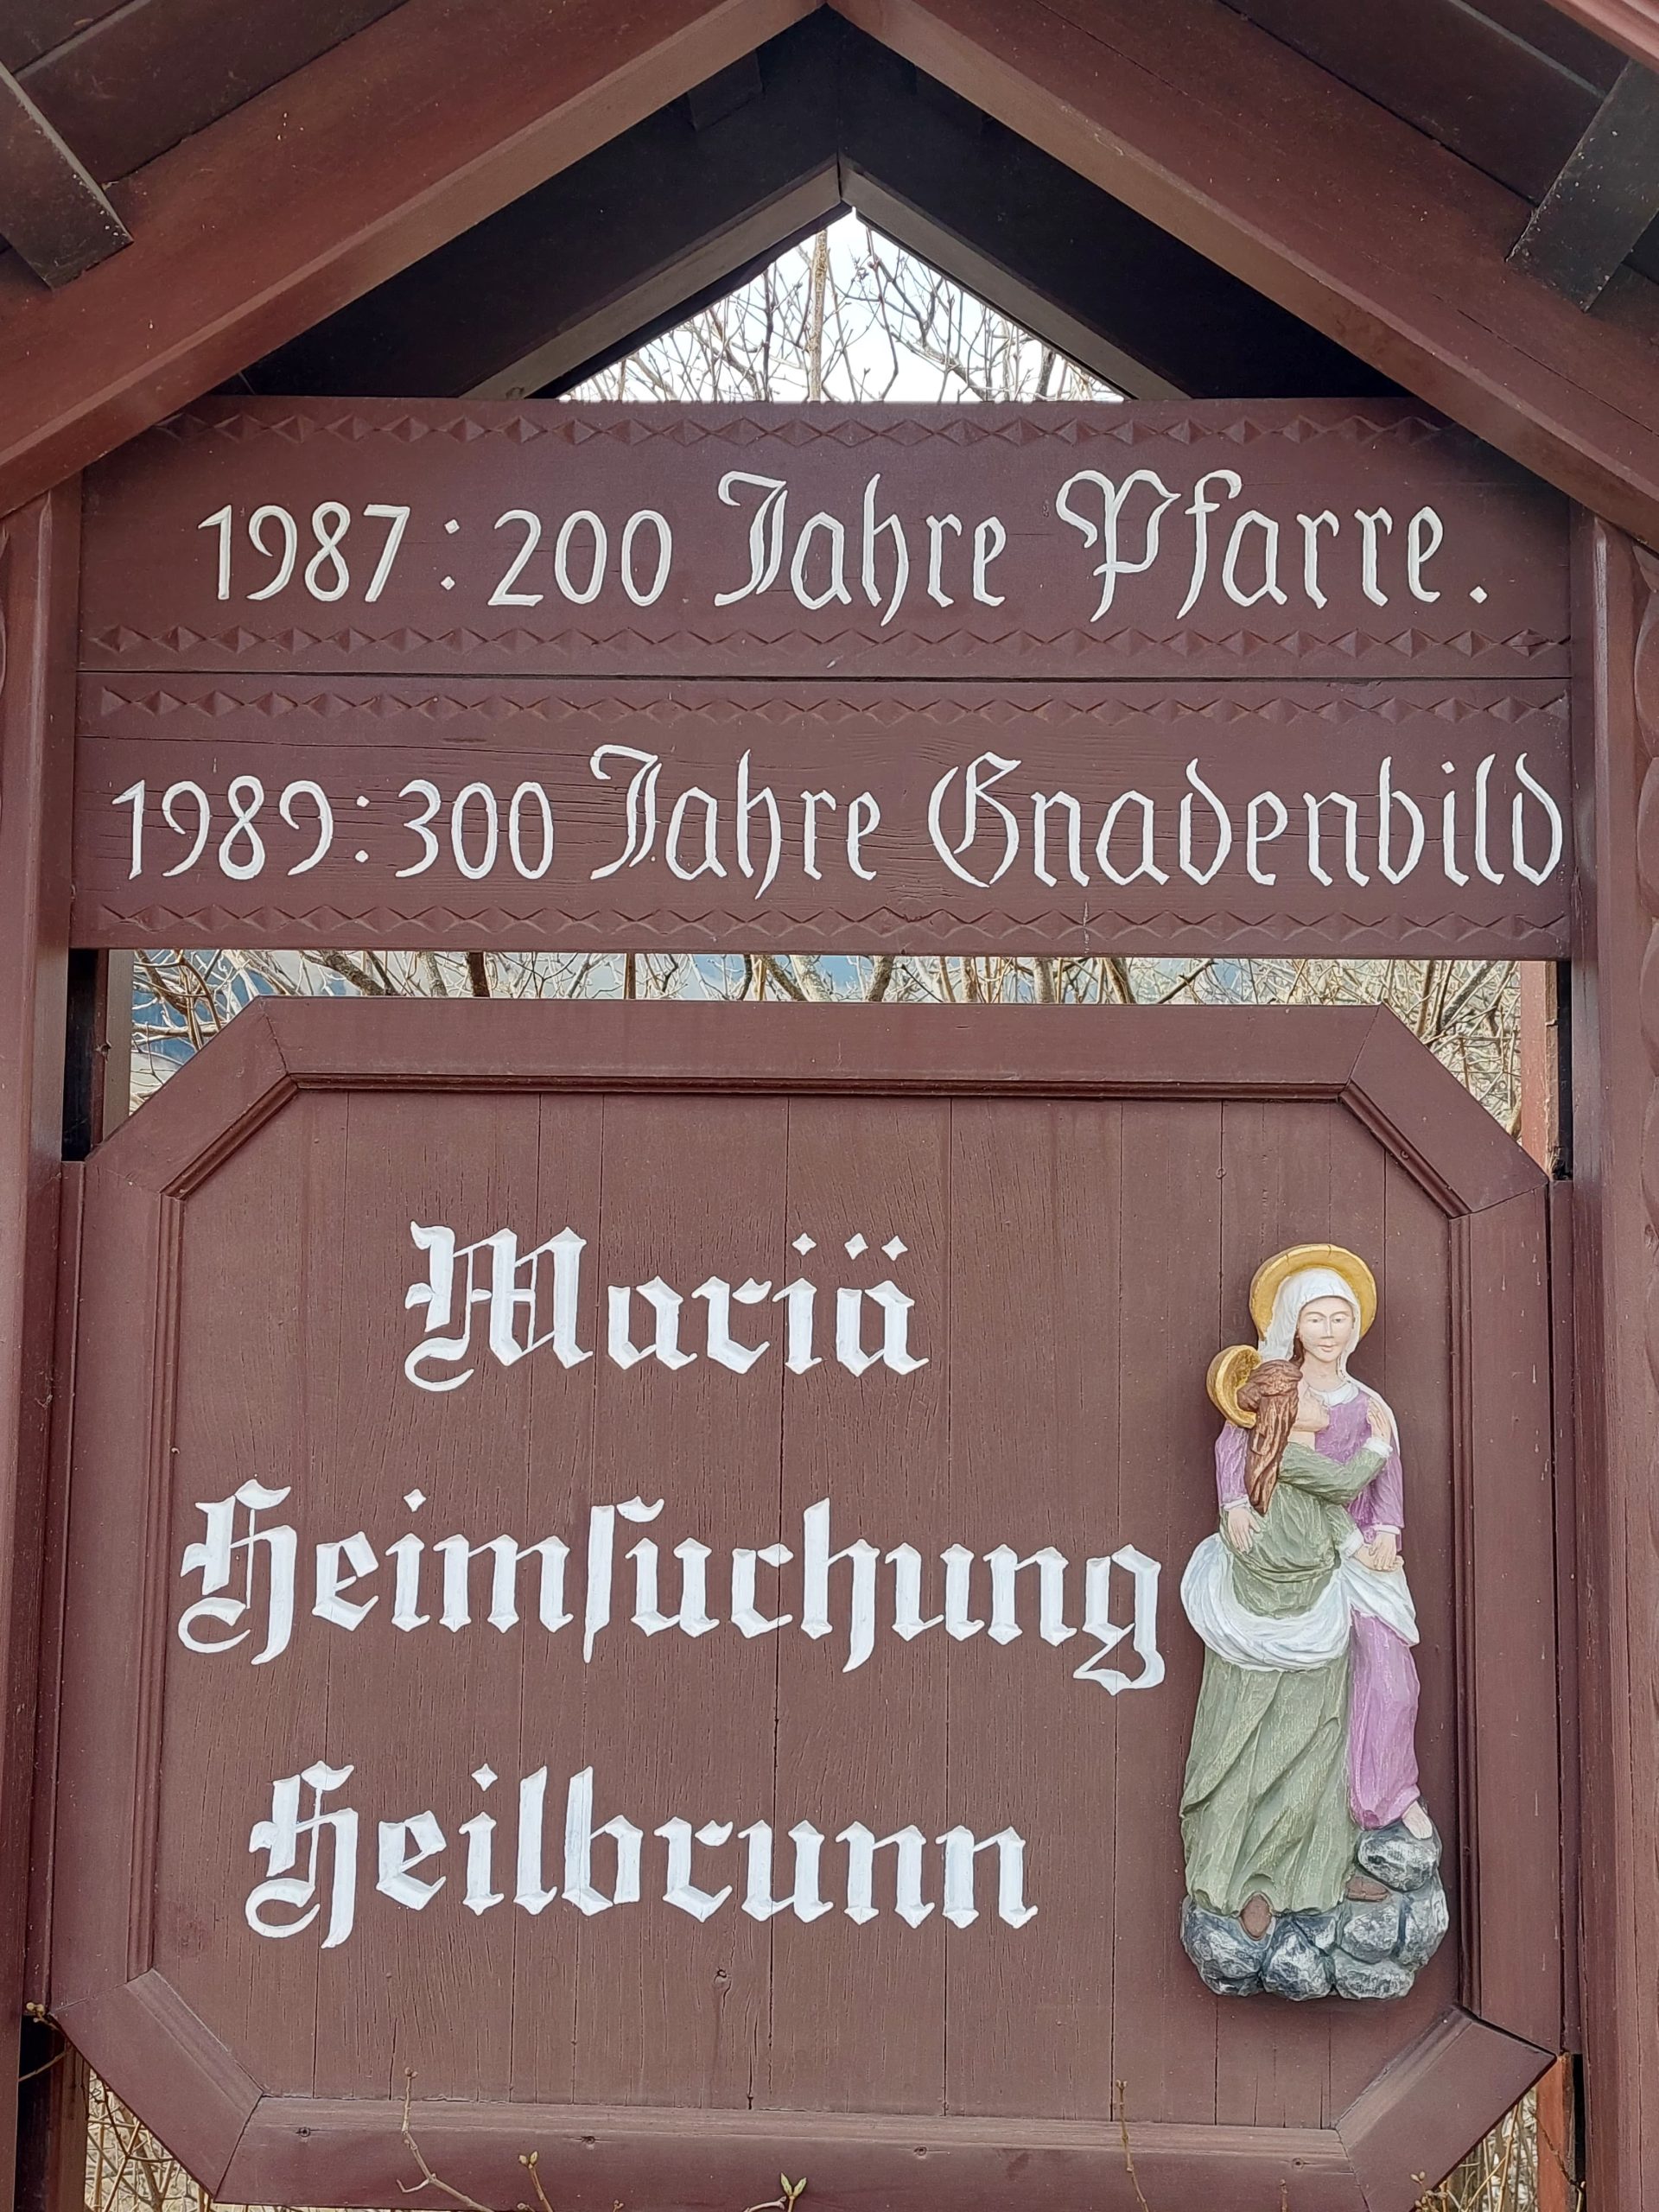 1987: 200 Jahre Pfarre.
1989: 300 Jahre Gnadenbild
Mariä
Heimſuchung
Heilbrunn